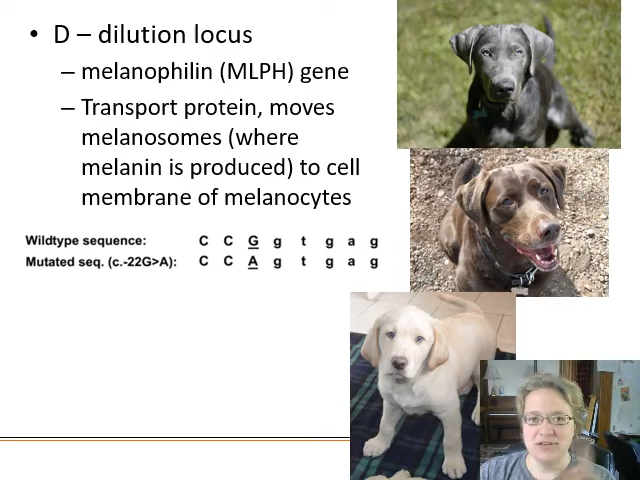 • D – dilution locus
– melanophilin (MLPH) gene
– Transport protein, moves
melanosomes (where
melanin is produced) to cell
membrane of melanocytes
Wildtype sequence: C C G g t g a g
Mutated seq. (c.-22G>A): C C A g t g a g